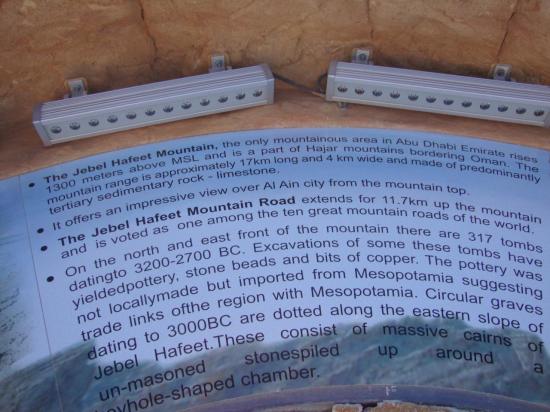 • The Jebel Hafeet Mountain, the only mountainous area in Abu Dhabi Emirate rises
1300 meters above MSL and is a part of Hajar mountains bordering Oman. The
mountain range is approximately 17km long and 4 km wide and made of predominantly
tertiary sedimentary rock - limestone.
• It offers an impressive view over Al Ain city from the mountain top.
• The Jebel Hafeet Mountain Road extends for 11.7km up the mountain
and is voted as one among the ten great mountain roads of the world.
• On the north and east front of the mountain there are 317 tombs
datingto 3200-2700 BC. Excavations of some these tombs have
yieldedpottery, stone beads and bits of copper. The pottery was
not locallymade but imported from Mesopotamia suggesting
trade links ofthe region with Mesopotamia. Circular graves
dating to 3000BC are dotted along the eastern slope of
Jebel Hafeet.These consist of massive cairns of
un-masoned stonespiled up around a
keyhole-shaped chamber.